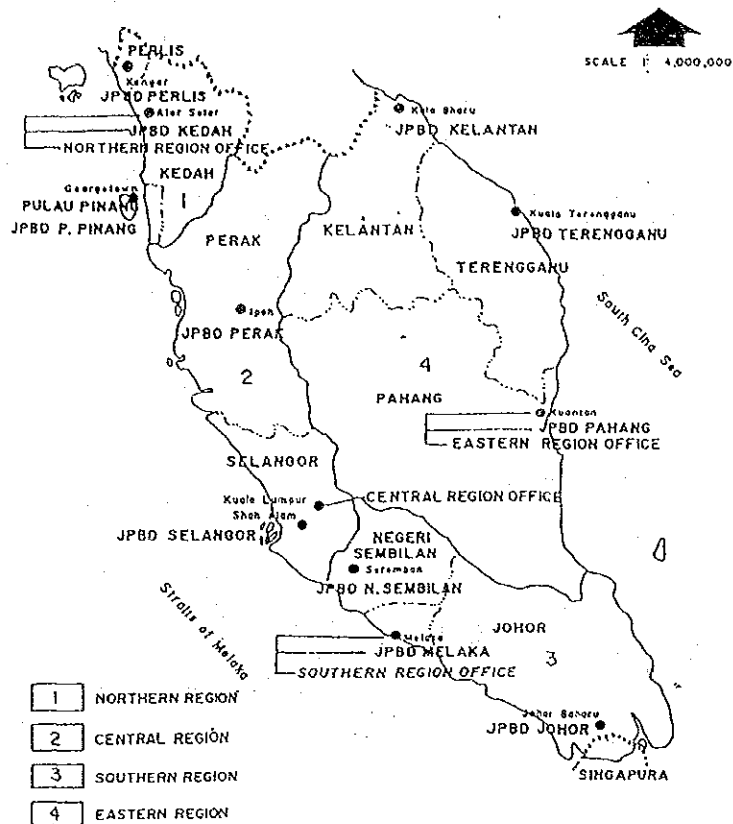 SCALE 1: 4,000,000
PERLIS
Kangar
JPBD PERLIS
Alor Setar
JPBD KEDAH
NORTHERN REGION OFFICE
KEDAH
1
Georgetown
PULAU PINANG
JPBD P. PINANG
Kota Bharu
JPBD KELANTAN
PERAK
KELANTAN
Kuala Terengganu
JPBD TERENGGANU
TERENGGANU
South Cina Sea
Ipoh
JPBD PERAK
2
4
PAHANG
Kuantan
JPBD PAHANG
EASTERN REGION OFFICE
SELANGOR
Kuala Lumpur
CENTRAL REGION OFFICE
Shah Alam
JPBD SELANGOR
NEGERI
SEMBILAN
Seremban
JPBD N. SEMBILAN
Straits of Melaka
Melaka
JPBD MELAKA
SOUTHERN REGION OFFICE
JOHOR
3
Johor Baharu
JPBD JOHOR
SINGAPURA
1 NORTHERN REGION
2 CENTRAL REGION
3 SOUTHERN REGION
4 EASTERN REGION